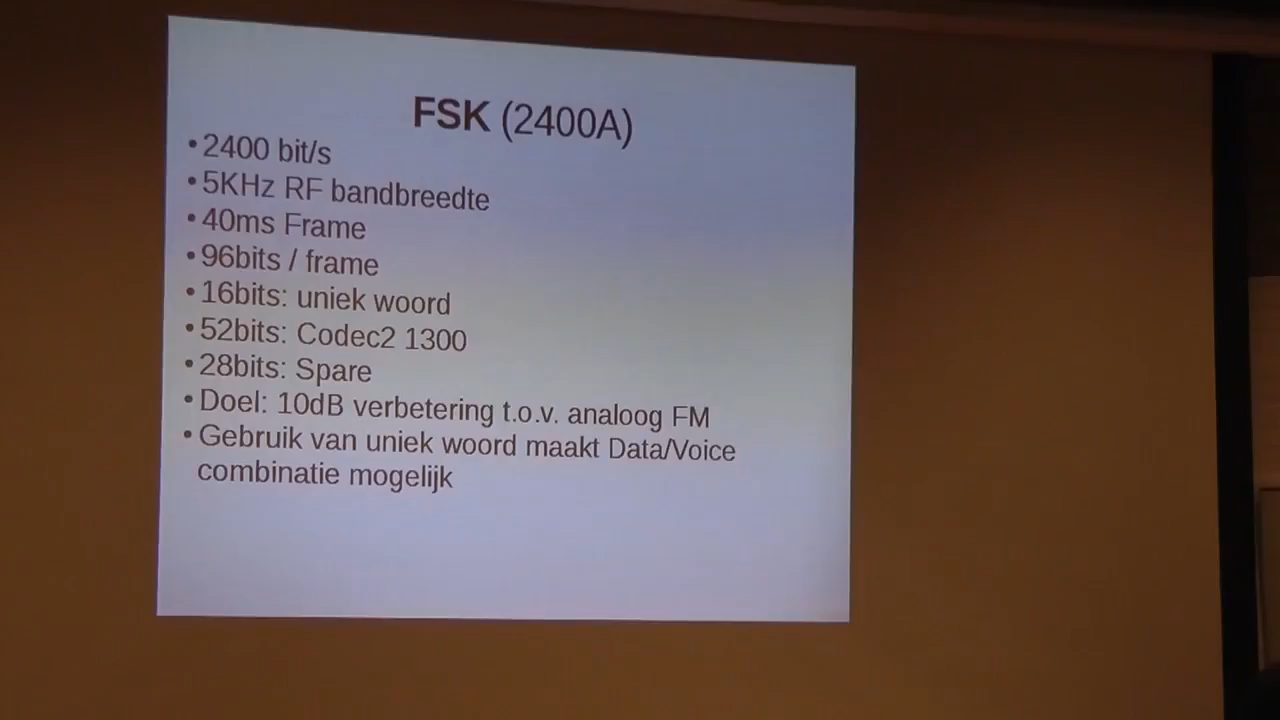 FSK (2400A)
• 2400 bit/s
• 5KHz RF bandbreedte
• 40ms Frame
• 96bits / frame
• 16bits: uniek woord
• 52bits: Codec2 1300
• 28bits: Spare
• Doel: 10dB verbetering t.o.v. analoog FM
• Gebruik van uniek woord maakt Data/Voice
combinatie mogelijk